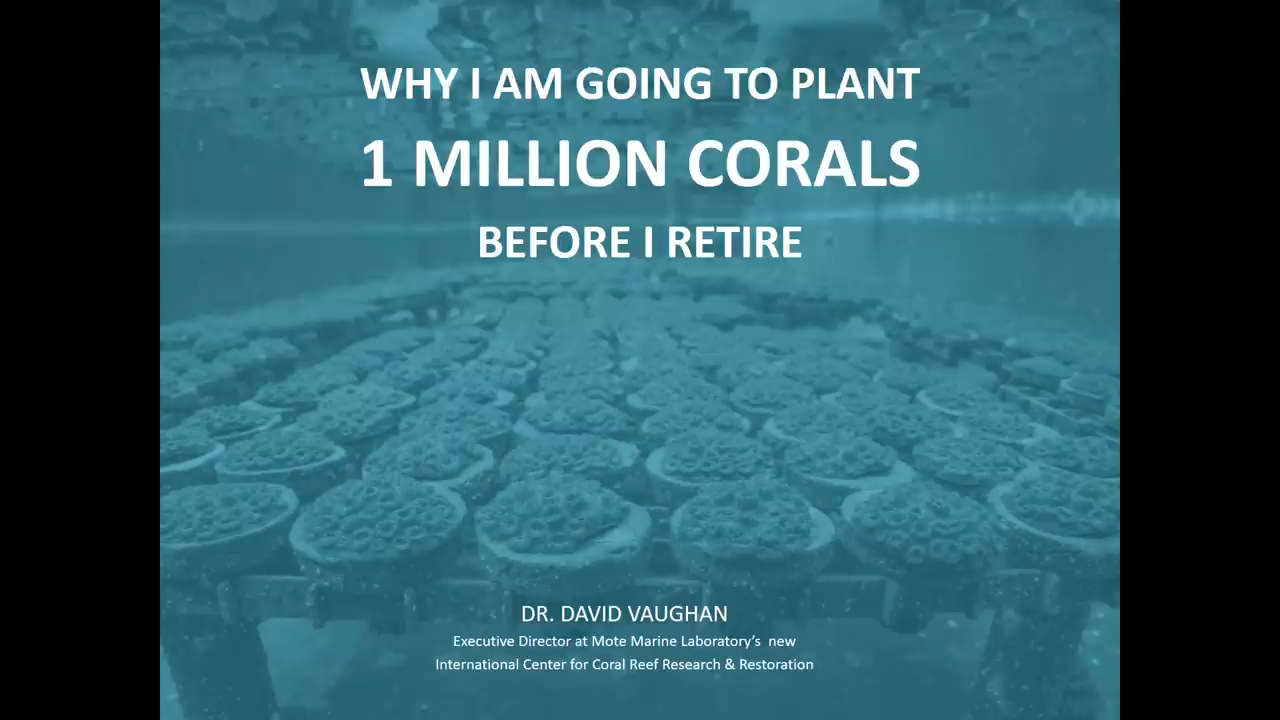 WHY I AM GOING TO PLANT
1 MILLION CORALS
BEFORE I RETIRE
DR. DAVID VAUGHAN
Executive Director at Mote Marine Laboratory’s new
International Center for Coral Reef Research & Restoration